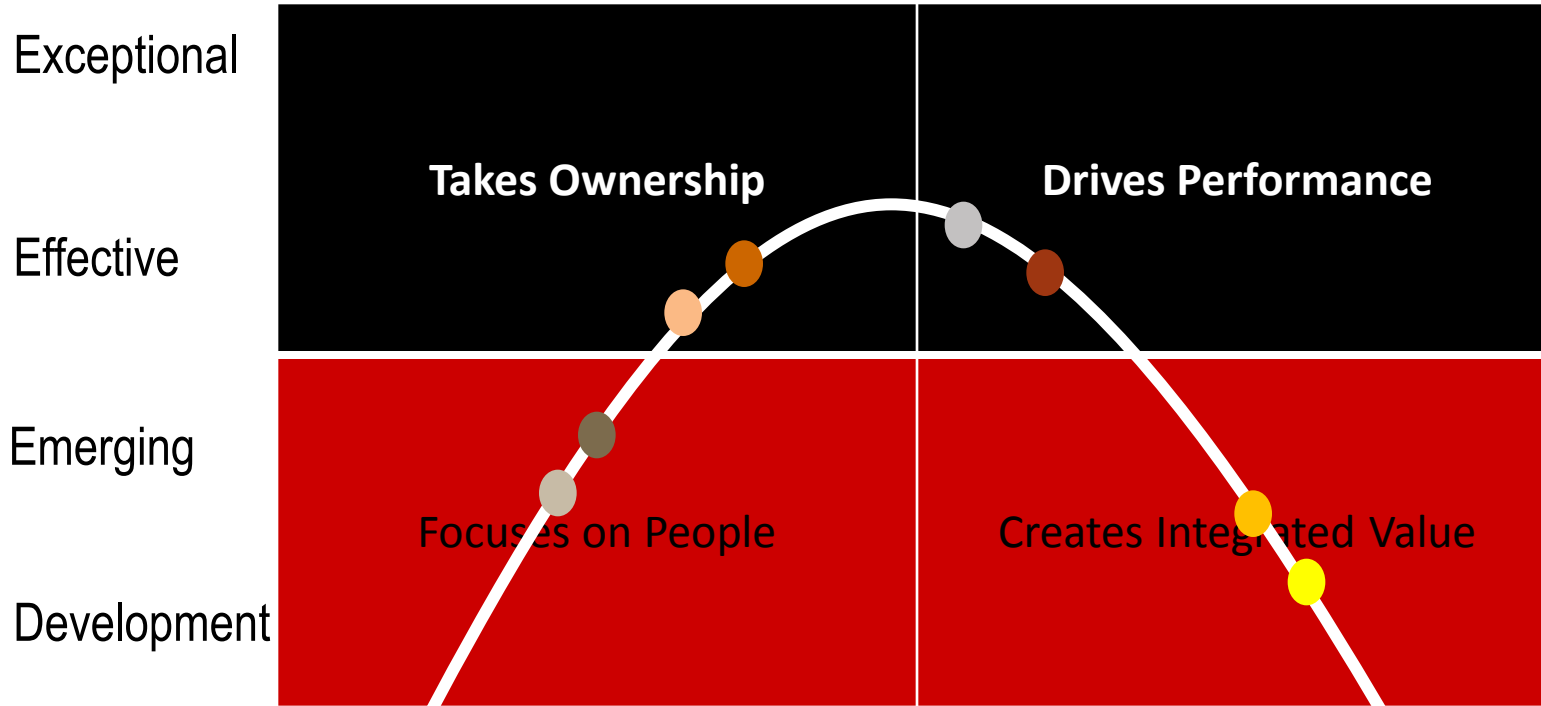 Exceptional
Takes Ownership
Drives Performance
Effective
Emerging
Focuses on People
Creates Integrated Value
Development